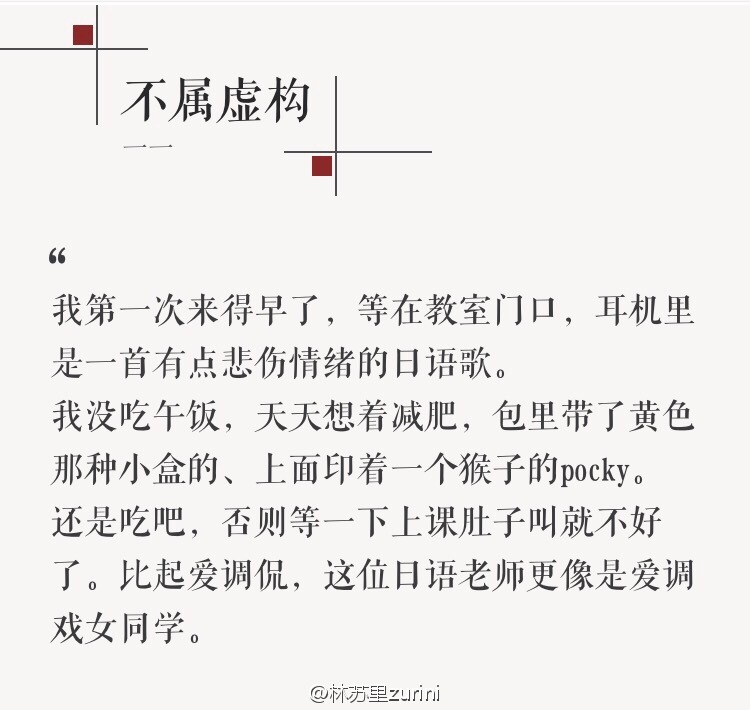 不属虚构
一一
“
我第一次来得早了，等在教室门口，耳机里
是一首有点悲伤情绪的日语歌。
我没吃午饭，天天想着减肥，包里带了黄色
那种小盒的、上面印着一个猴子的pocky。
还是吃吧，否则等一下上课肚子叫就不好
了。比起爱调侃，这位日语老师更像是爱调
戏女同学。
@林苏里zurini